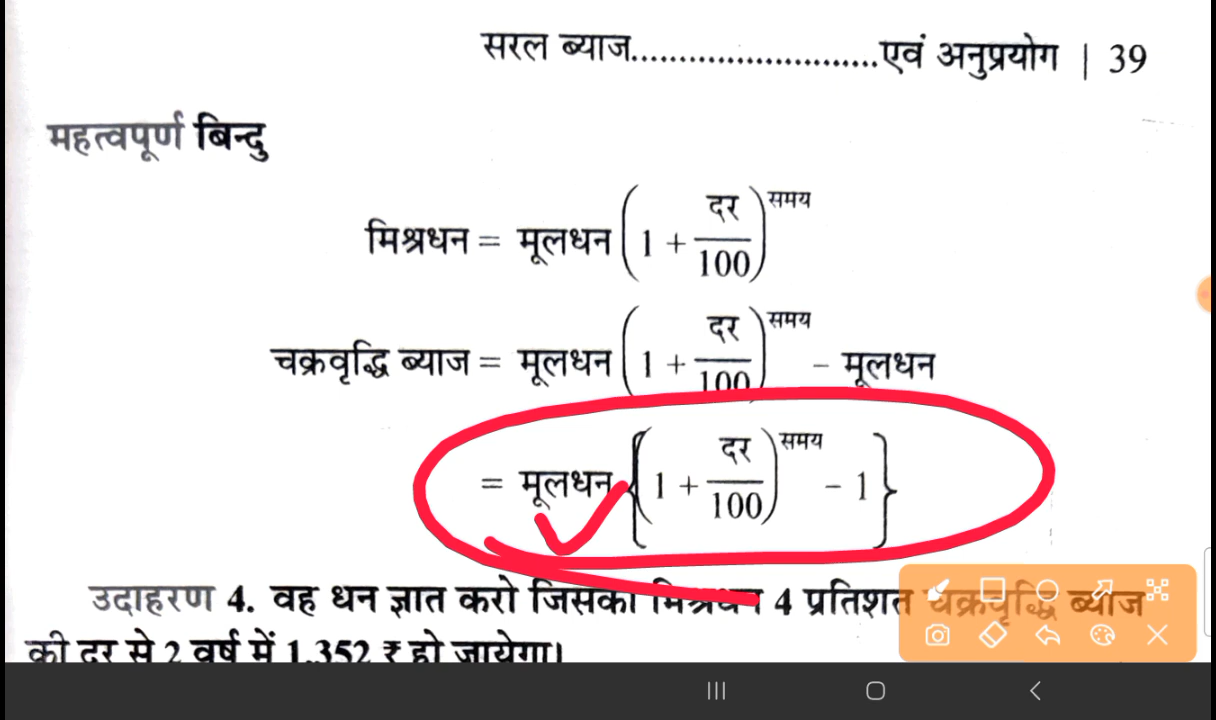 सरल ब्याज..........................एवं अनुप्रयोग | 39
महत्वपूर्ण बिन्दु
मिश्रधन = मूलधन (1 + दर/100)^समय
चक्रवृद्धि ब्याज = मूलधन (1 + दर/100)^समय - मूलधन
= मूलधन {(1 + दर/100)^समय - 1}
उदाहरण 4. वह धन ज्ञात करो जिसका मिश्रधन 4 प्रतिशत चक्रवृद्धि ब्याज
की दर से 2 वर्ष में 1,352 ₹ हो जायेगा।